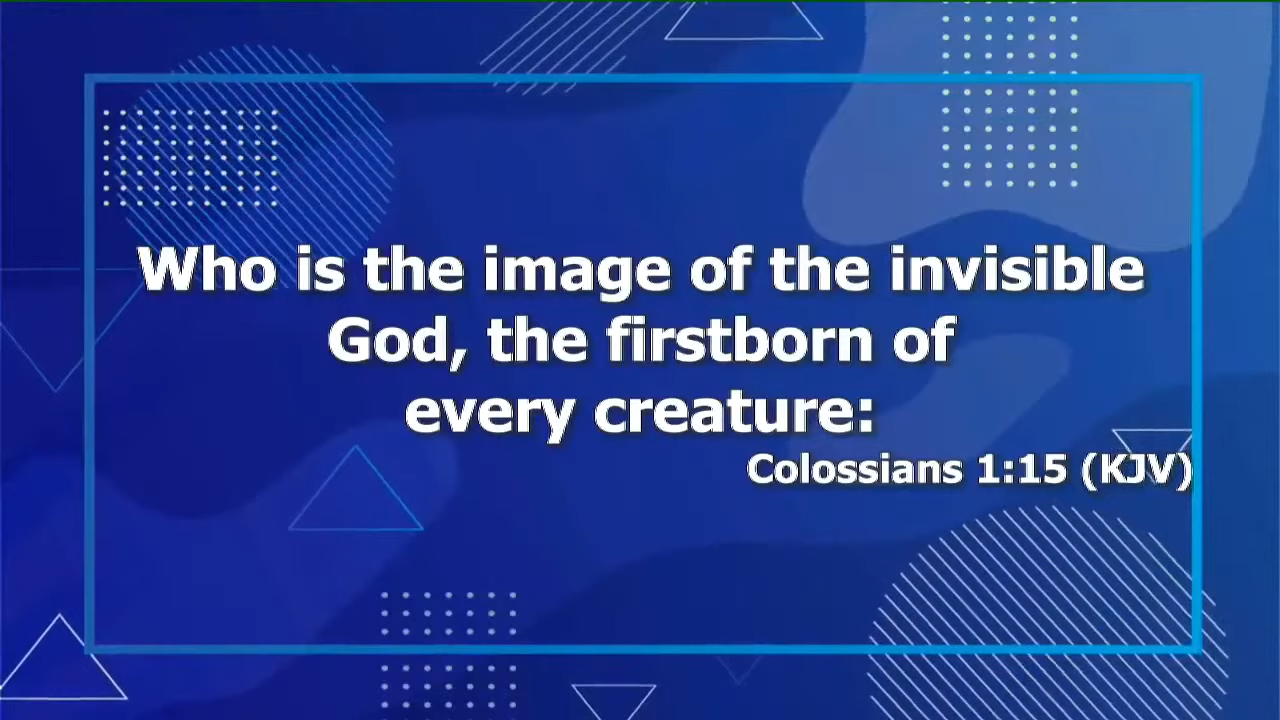 Who is the image of the invisible
God, the firstborn of
every creature:
Colossians 1:15 (KJV)